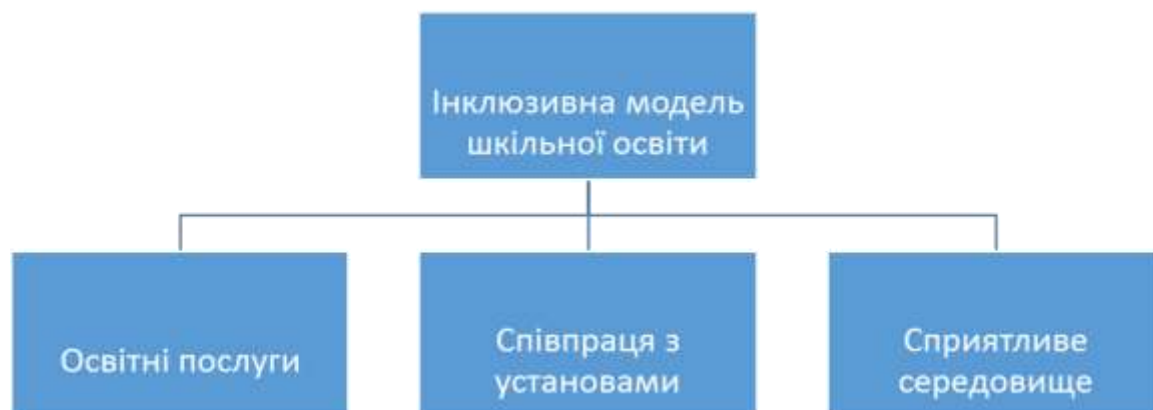 Інклюзивна модель
шкільної освіти
Освітні послуги
Співпраця з
установами
Сприятливе
середовище